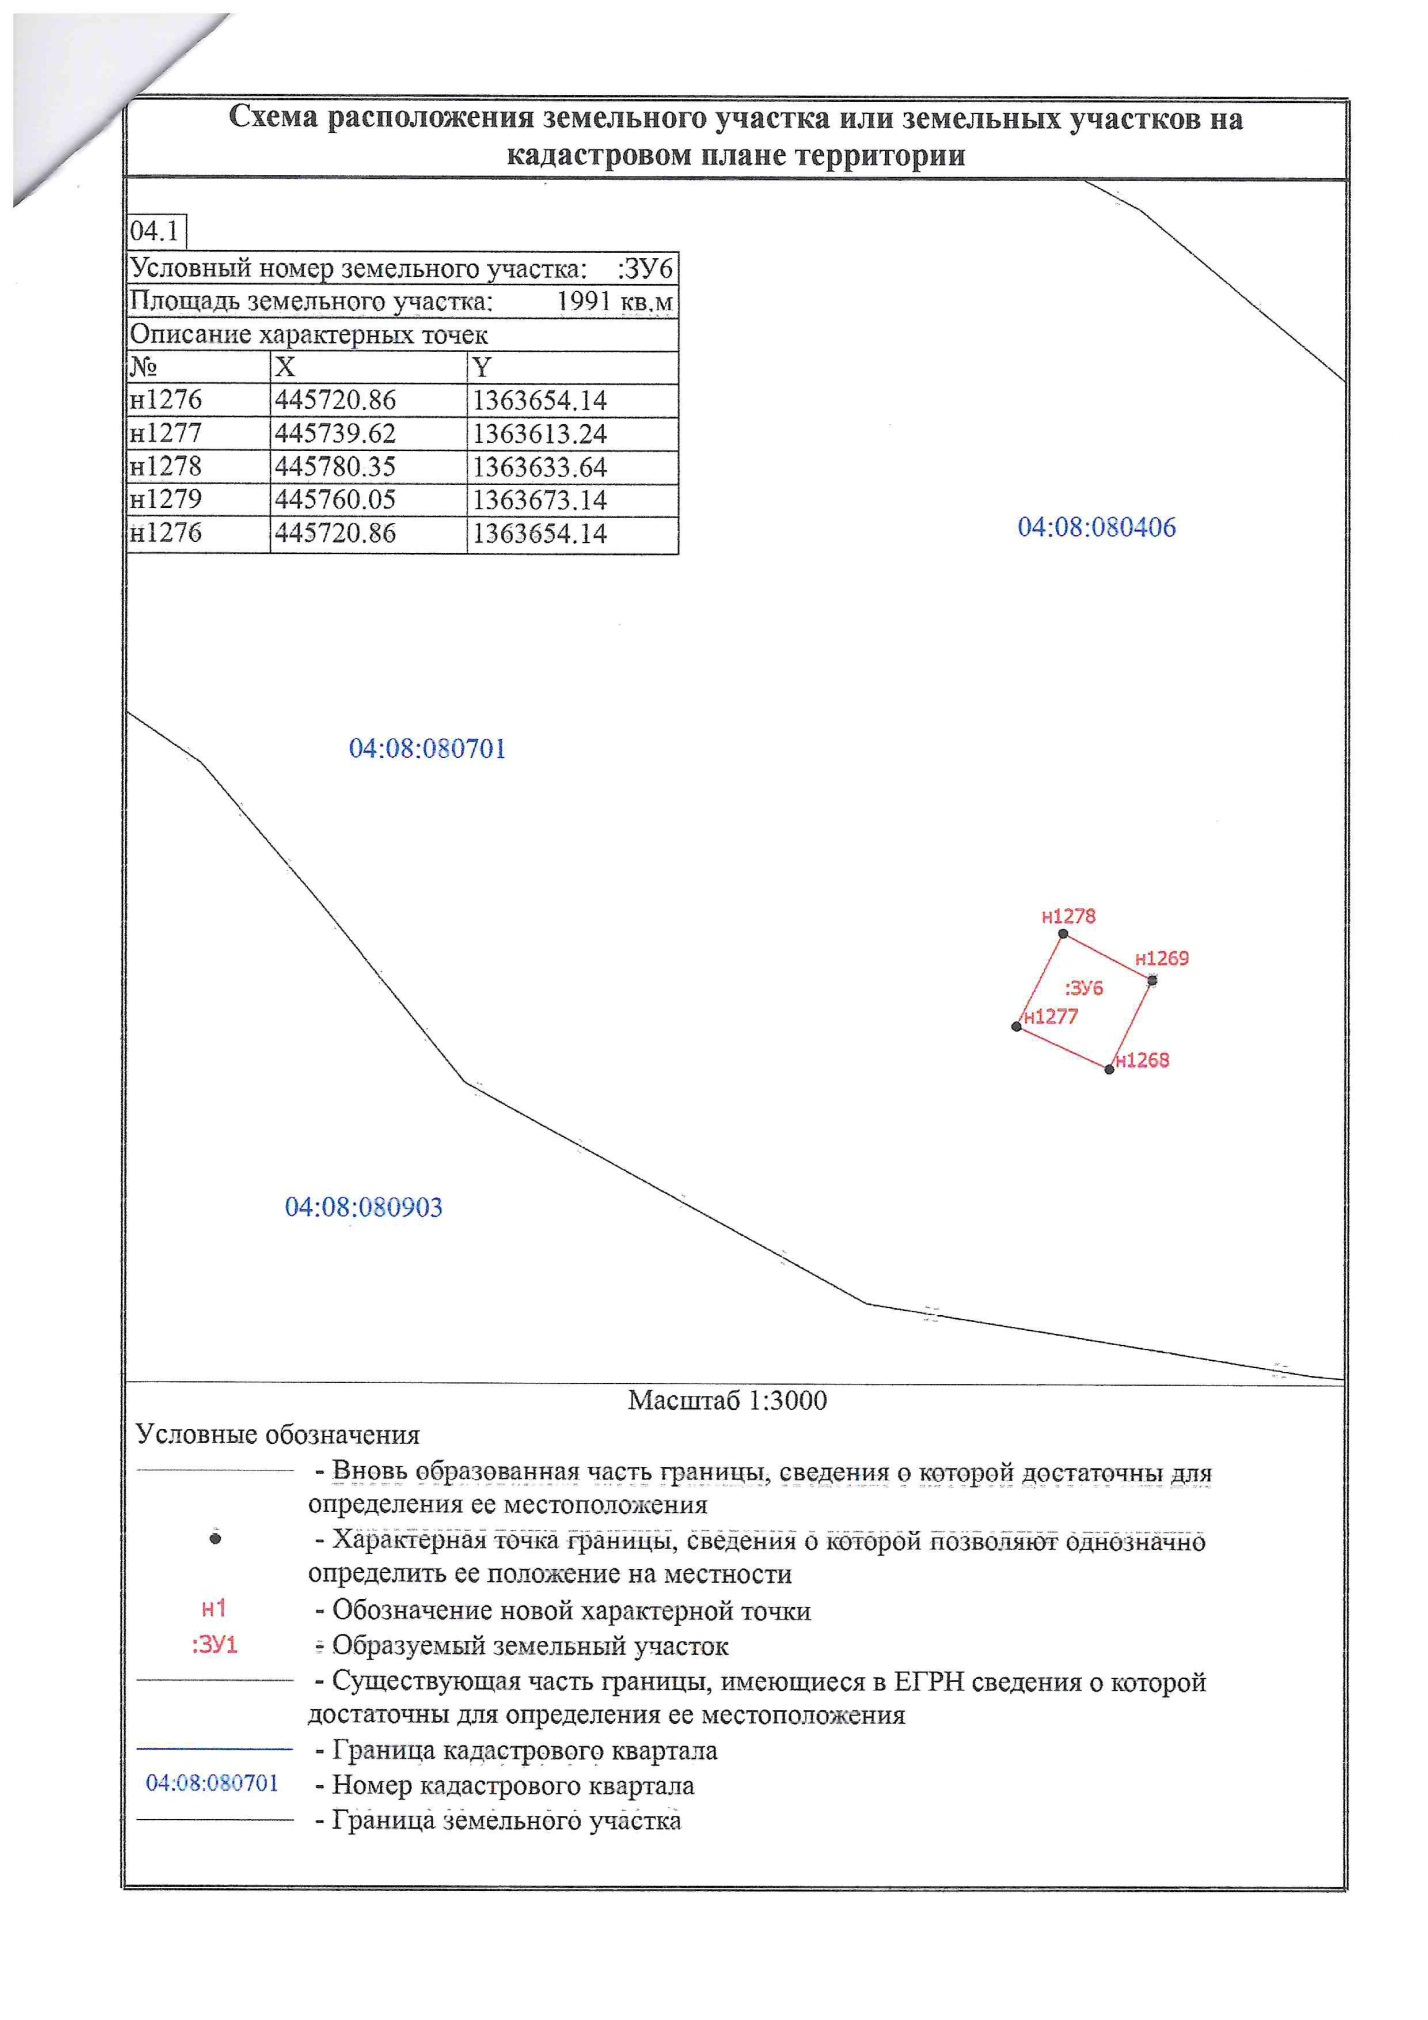 Схема расположения земельного участка или земельных участков на
кадастровом плане территории
04.1
Условный номер земельного участка: :ЗУ6
Площадь земельного участка: 1991 кв.м
Описание характерных точек
№ X Y
н1276 445720.86 1363654.14
н1277 445739.62 1363613.24
н1278 445780.35 1363633.64
н1279 445760.05 1363673.14
н1276 445720.86 1363654.14
04:08:080406
04:08:080701
н1278
н1269
:ЗУ6
н1277
н1268
04:08:080903
Масштаб 1:3000
Условные обозначения
- Вновь образованная часть границы, сведения о которой достаточны для
определения ее местоположения
- Характерная точка границы, сведения о которой позволяют однозначно
определить ее положение на местности
н1 - Обозначение новой характерной точки
:ЗУ1 - Образуемый земельный участок
- Существующая часть границы, имеющиеся в ЕГРН сведения о которой
достаточны для определения ее местоположения
- Граница кадастрового квартала
04:08:080701 - Номер кадастрового квартала
- Граница земельного участка